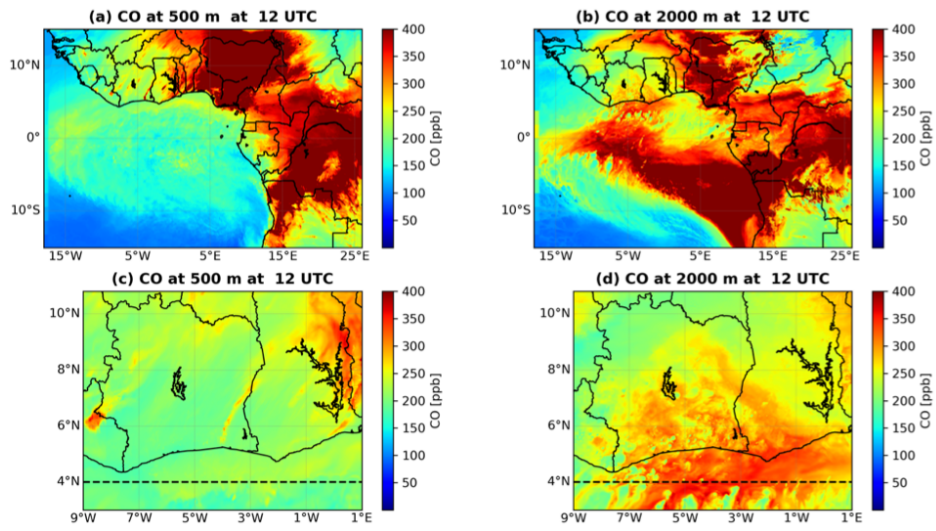 (a) CO at 500 m at 12 UTC
10°N
0°
10°S
15°W
5°W
5°E
15°E
25°E
400
350
300
250
200
150
100
50
CO [ppb]
(b) CO at 2000 m at 12 UTC
10°N
0°
10°S
15°W
5°W
5°E
15°E
25°E
400
350
300
250
200
150
100
50
CO [ppb]
(c) CO at 500 m at 12 UTC
10°N
8°N
6°N
4°N
9°W
7°W
5°W
3°W
1°W
1°E
400
350
300
250
200
150
100
50
CO [ppb]
(d) CO at 2000 m at 12 UTC
10°N
8°N
6°N
4°N
9°W
7°W
5°W
3°W
1°W
1°E
400
350
300
250
200
150
100
50
CO [ppb]